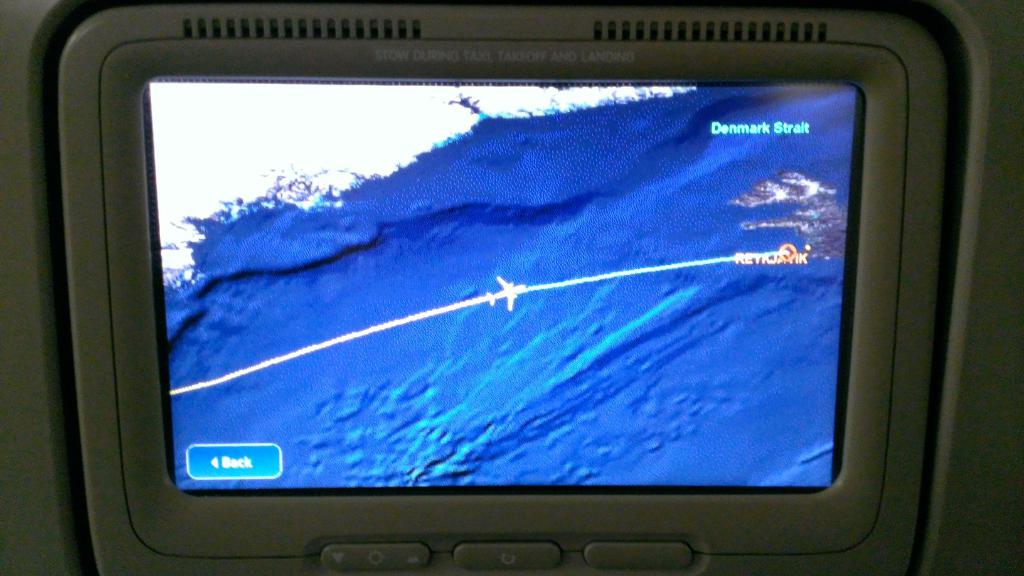 STOW DURING TAXI, TAKEOFF AND LANDING
Denmark Strait
REYKJAVIK
Back